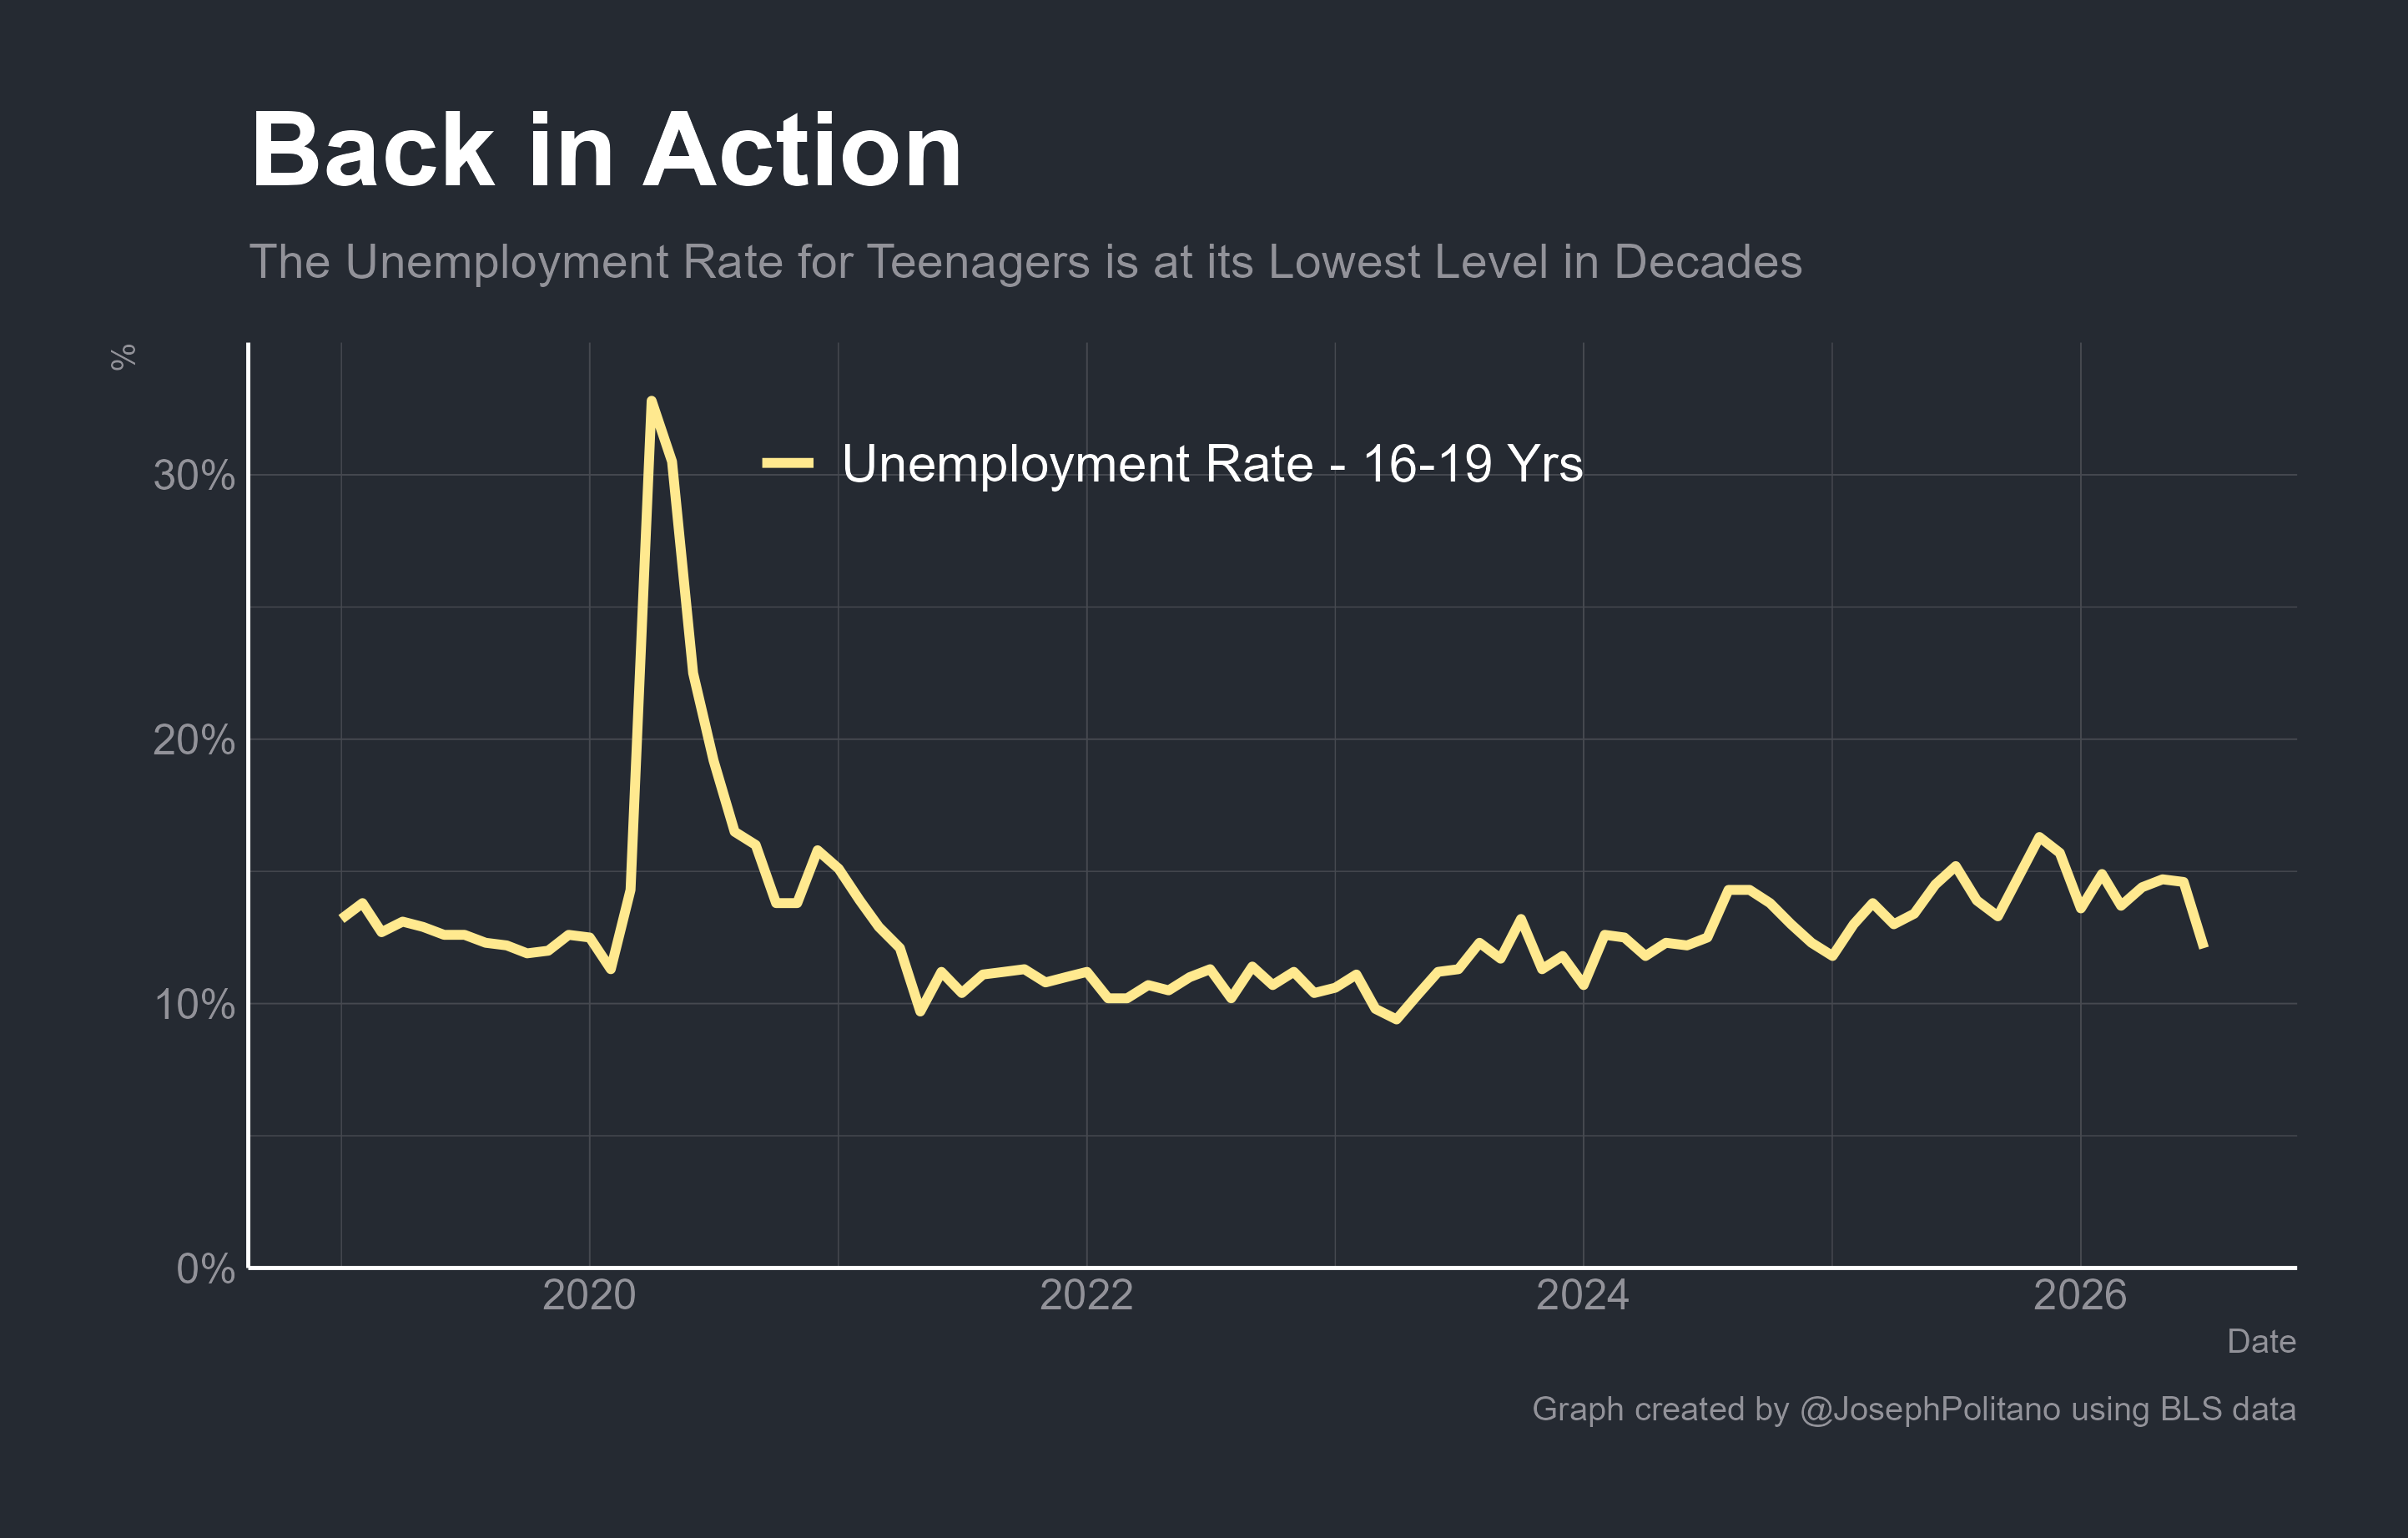 Back in Action
The Unemployment Rate for Teenagers is at its Lowest Level in Decades
%
Unemployment Rate - 16-19 Yrs
30%
20%
10%
0%
2020
2022
2024
2026
Date
Graph created by @JosephPolitano using BLS data